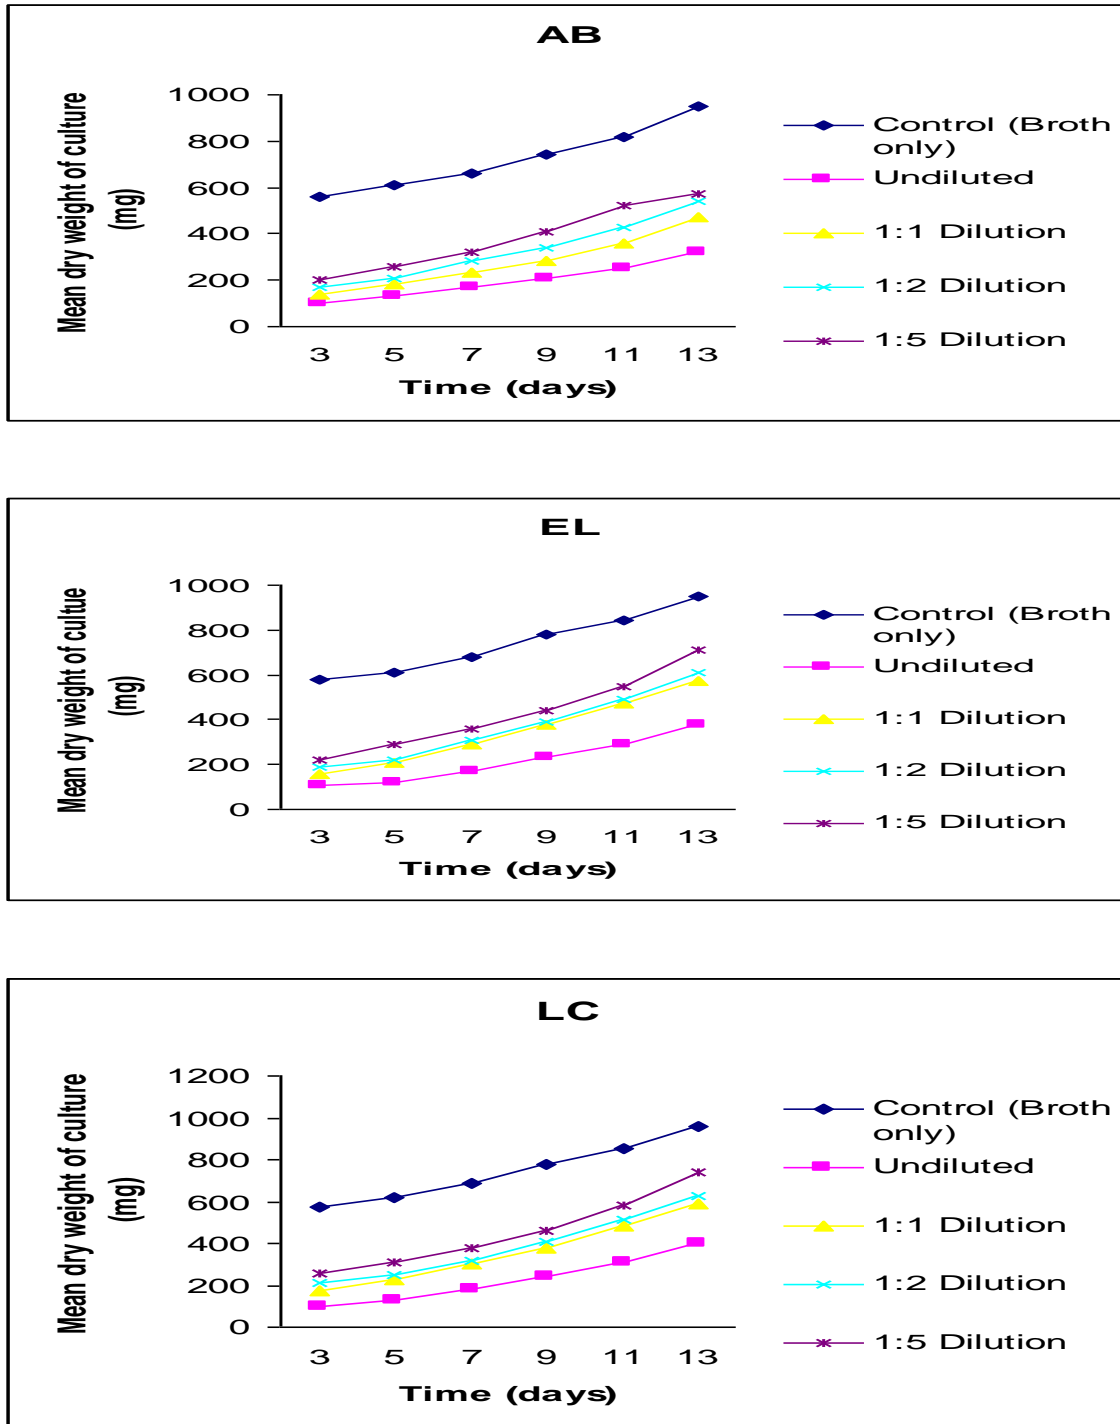 AB
Mean dry weight of culture
(mg)
1000
800
600
400
200
0
3 5 7 9 11 13
Time (days)
Control (Broth
only)
Undiluted
1:1 Dilution
1:2 Dilution
1:5 Dilution
EL
Mean dry weight of cultue
(mg)
1000
800
600
400
200
0
3 5 7 9 11 13
Time (days)
Control (Broth
only)
Undiluted
1:1 Dilution
1:2 Dilution
1:5 Dilution
LC
Mean dry weight of culture
(mg)
1200
1000
800
600
400
200
0
3 5 7 9 11 13
Time (days)
Control (Broth
only)
Undiluted
1:1 Dilution
1:2 Dilution
1:5 Dilution